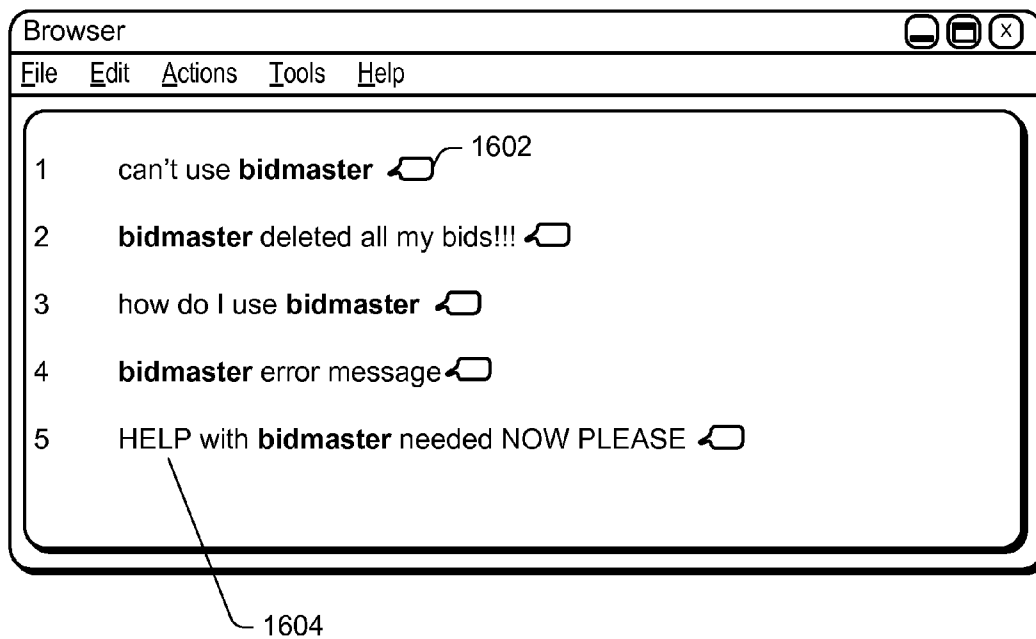 Browser X
File Edit Actions Tools Help
1602
1 can't use bidmaster
2 bidmaster deleted all my bids!!!
3 how do I use bidmaster
4 bidmaster error message
5 HELP with bidmaster needed NOW PLEASE
1604